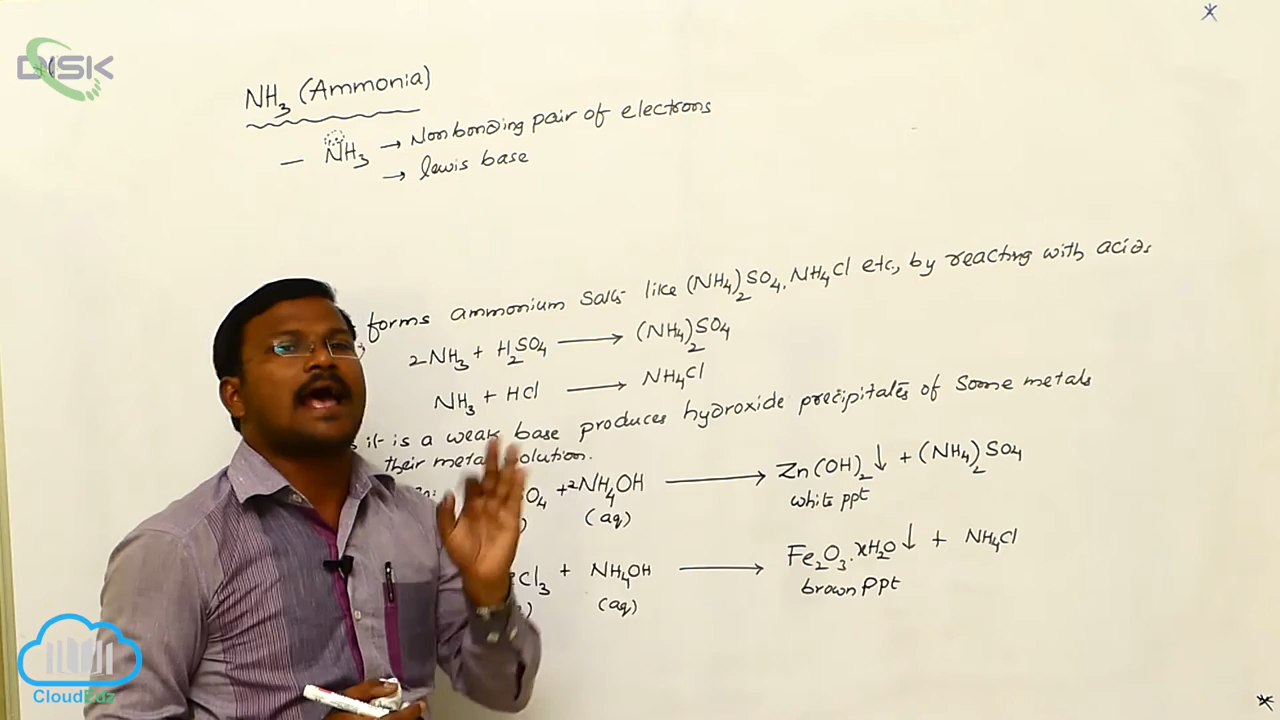 DISK
NH₃ (Ammonia)
— NH₃ → Nonbonding pair of electrons
→ lewis base
forms ammonium salts like (NH₄)₂SO₄, NH₄Cl etc, by reacting with acids
2NH₃ + H₂SO₄ ⟶ (NH₄)₂SO₄
NH₃ + HCl ⟶ NH₄Cl
it is a weak base produces hydroxide precipitates of some metals
their metal solution.
O₄ + 2NH₄OH ⟶ Zn(OH)₂↓ + (NH₄)₂SO₄
(aq) white ppt
Cl₃ + NH₄OH ⟶ Fe₂O₃.xH₂O↓ + NH₄Cl
(aq) brown ppt
CloudEdz